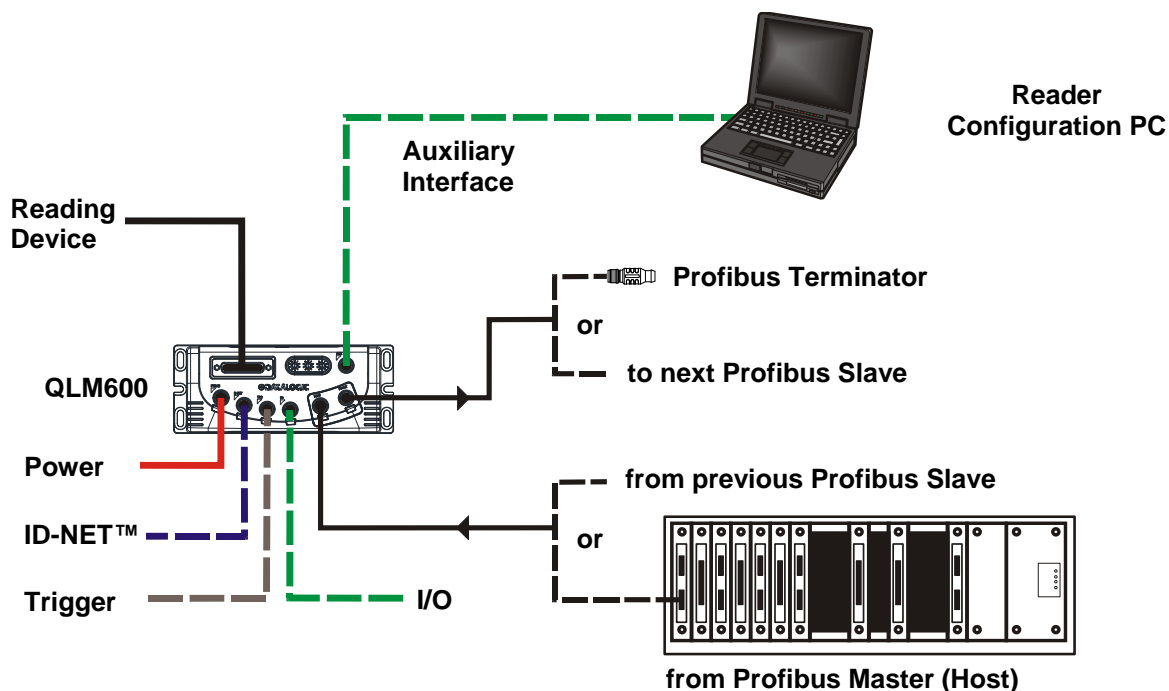 Reader
Configuration PC
Auxiliary
Interface
Reading
Device
Profibus Terminator
or
to next Profibus Slave
QLM600
DATALOGIC
Power
from previous Profibus Slave
ID-NET™
or
Trigger
I/O
from Profibus Master (Host)